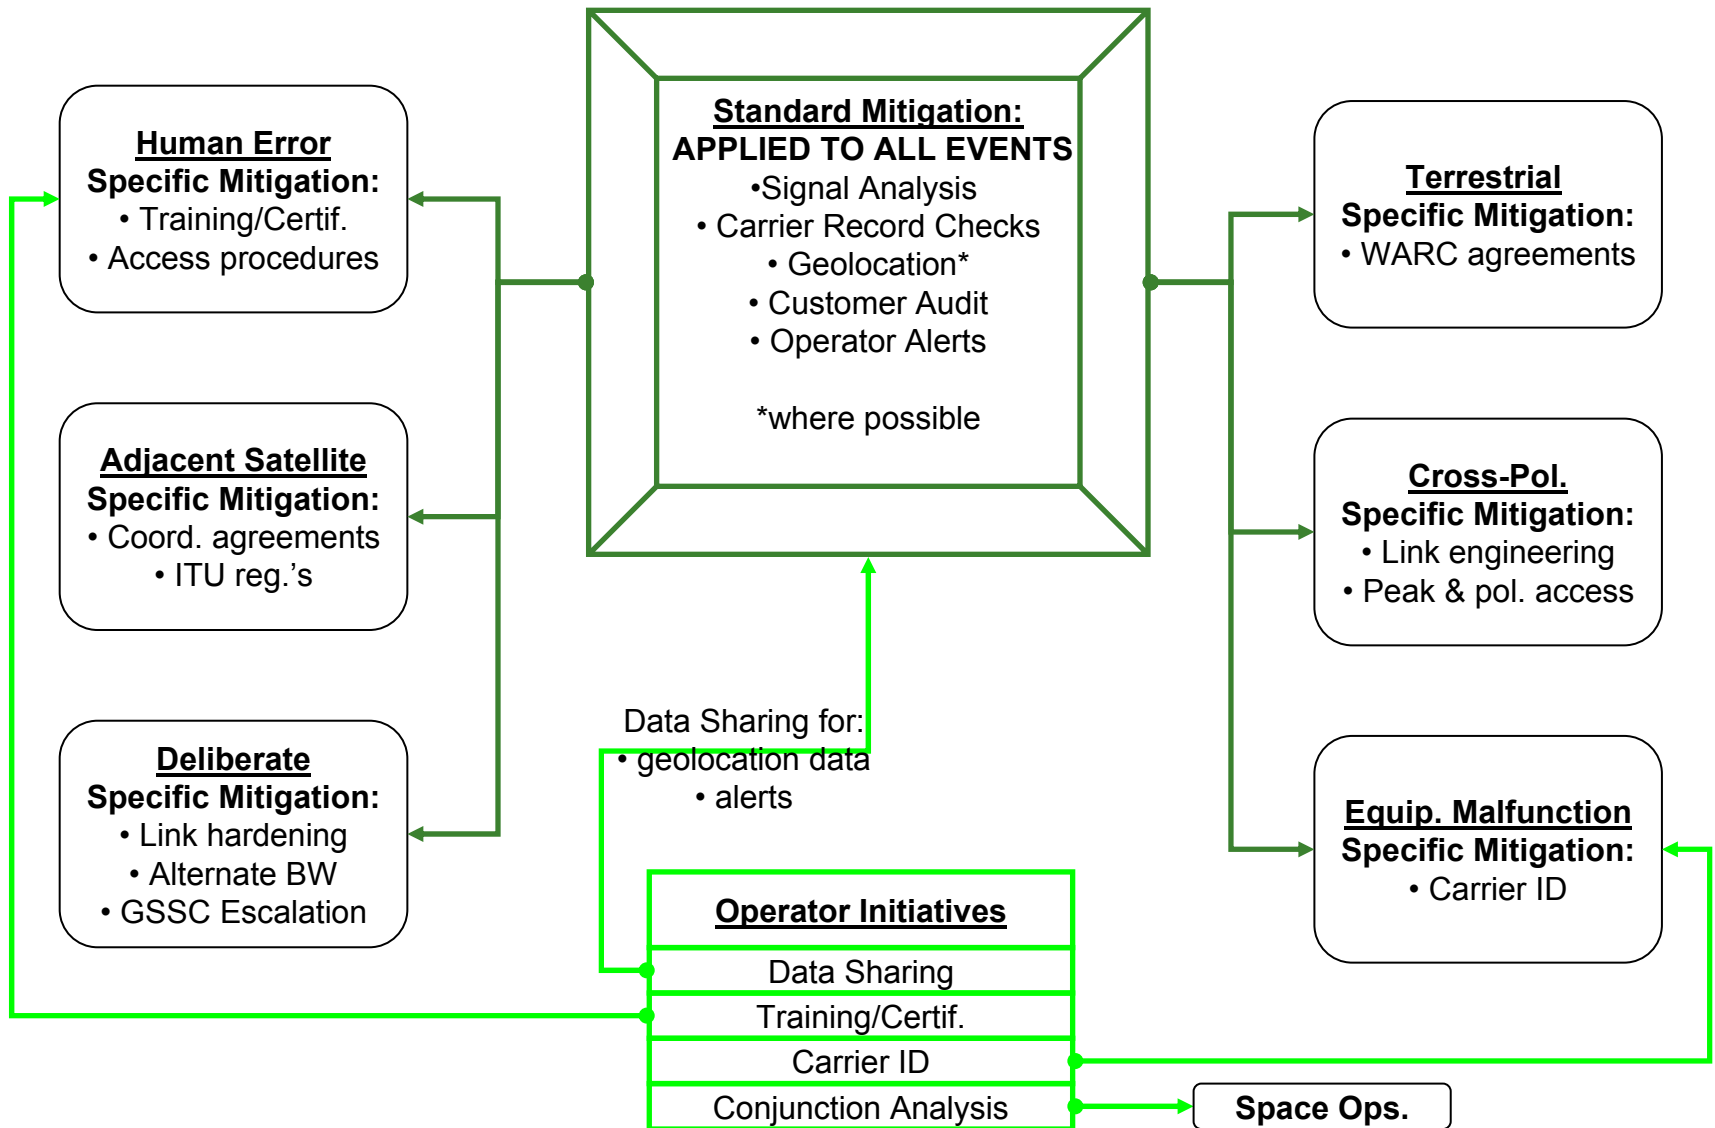 Standard Mitigation:
APPLIED TO ALL EVENTS
•Signal Analysis
• Carrier Record Checks
• Geolocation*
• Customer Audit
• Operator Alerts
*where possible
Human Error
Specific Mitigation:
• Training/Certif.
• Access procedures
Adjacent Satellite
Specific Mitigation:
• Coord. agreements
• ITU reg.’s
Deliberate
Specific Mitigation:
• Link hardening
• Alternate BW
• GSSC Escalation
Terrestrial
Specific Mitigation:
• WARC agreements
Cross-Pol.
Specific Mitigation:
• Link engineering
• Peak & pol. access
Equip. Malfunction
Specific Mitigation:
• Carrier ID
Data Sharing for:
• geolocation data
• alerts
Operator Initiatives
Data Sharing
Training/Certif.
Carrier ID
Conjunction Analysis
Space Ops.